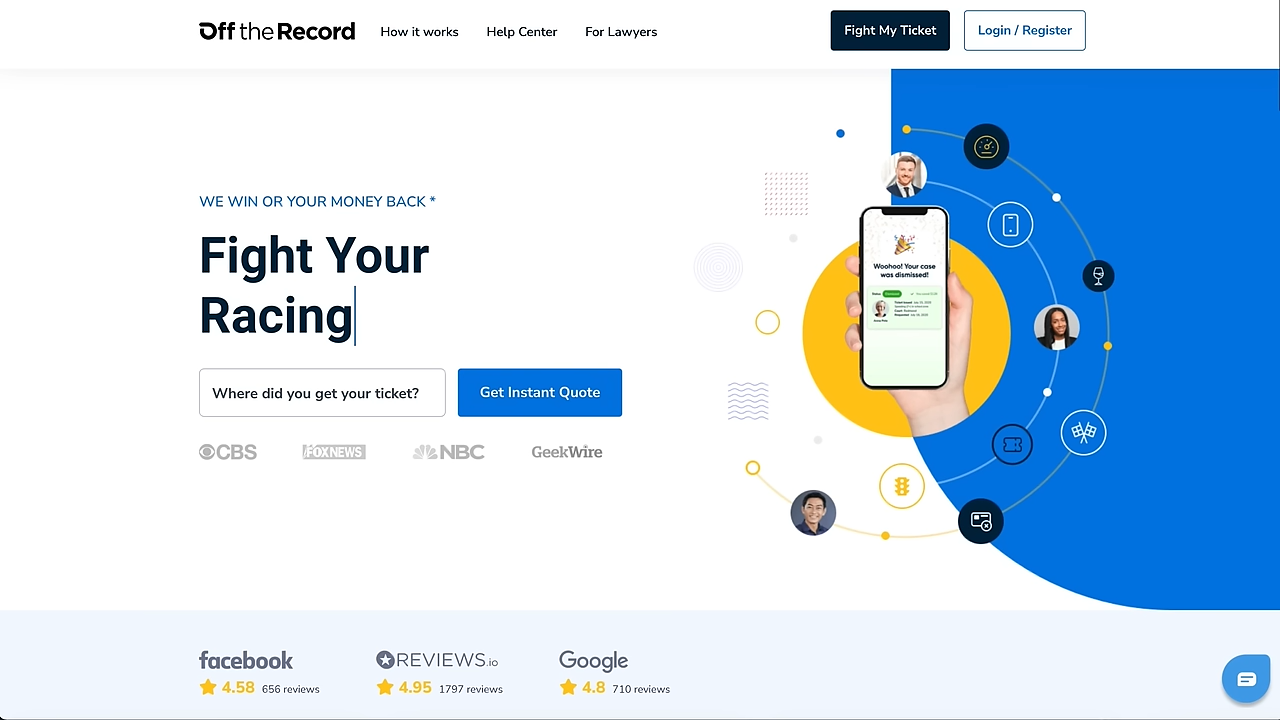 Off the Record
How it works
Help Center
For Lawyers
Fight My Ticket
Login / Register
WE WIN OR YOUR MONEY BACK *
Fight Your
Racing
Where did you get your ticket?
Get Instant Quote
CBS
FOX NEWS
NBC
GeekWire
Woohoo! Your case
was dismissed!
facebook
4.58 656 reviews
REVIEWS.io
4.95 1797 reviews
Google
4.8 710 reviews